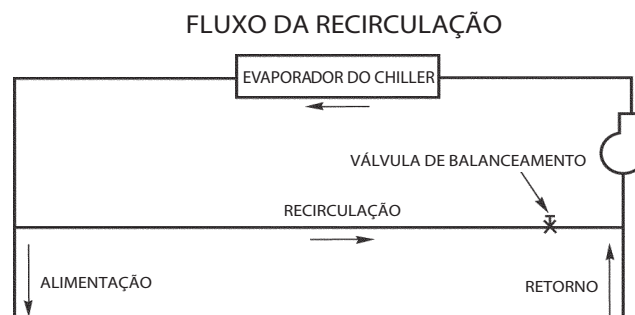 FLUXO DA RECIRCULAÇÃO
EVAPORADOR DO CHILLER
VÁLVULA DE BALANCEAMENTO
RECIRCULAÇÃO
ALIMENTAÇÃO
RETORNO